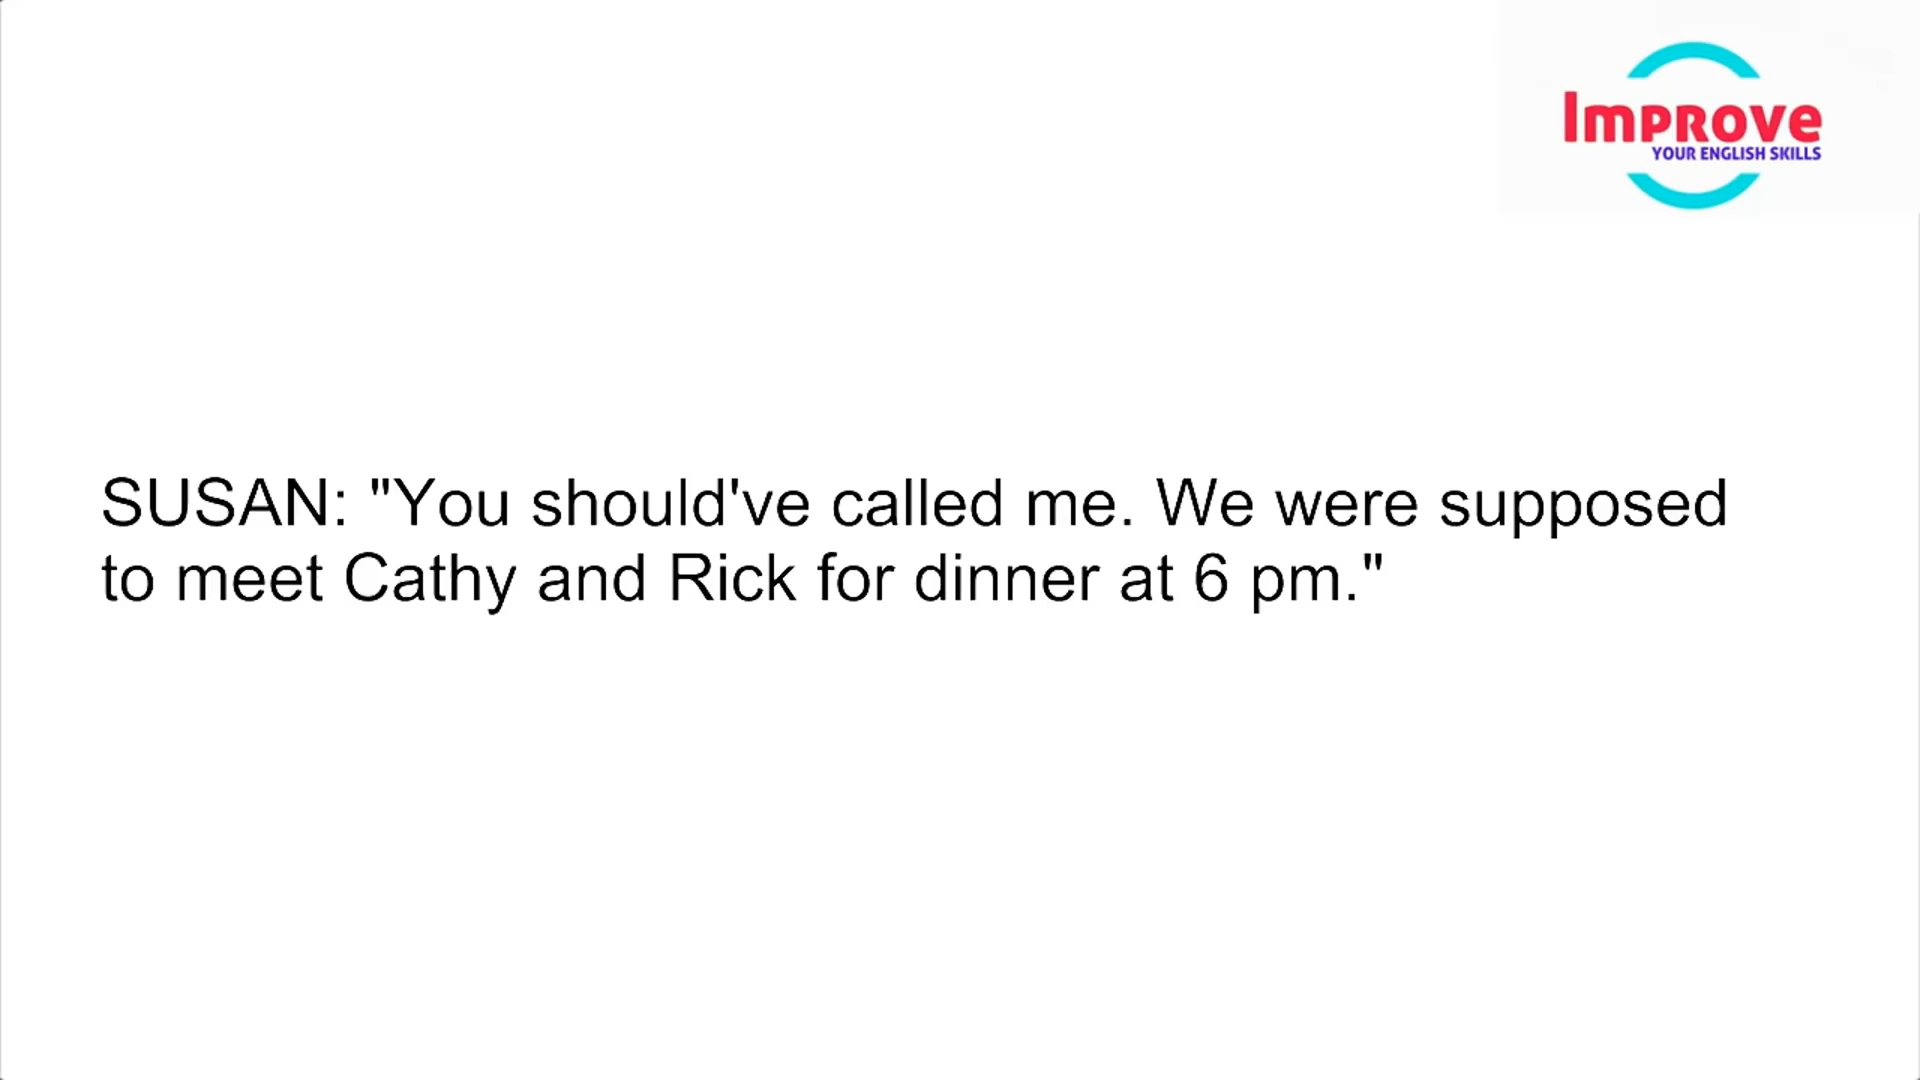 Improve
YOUR ENGLISH SKILLS
SUSAN: "You should've called me. We were supposed
to meet Cathy and Rick for dinner at 6 pm."